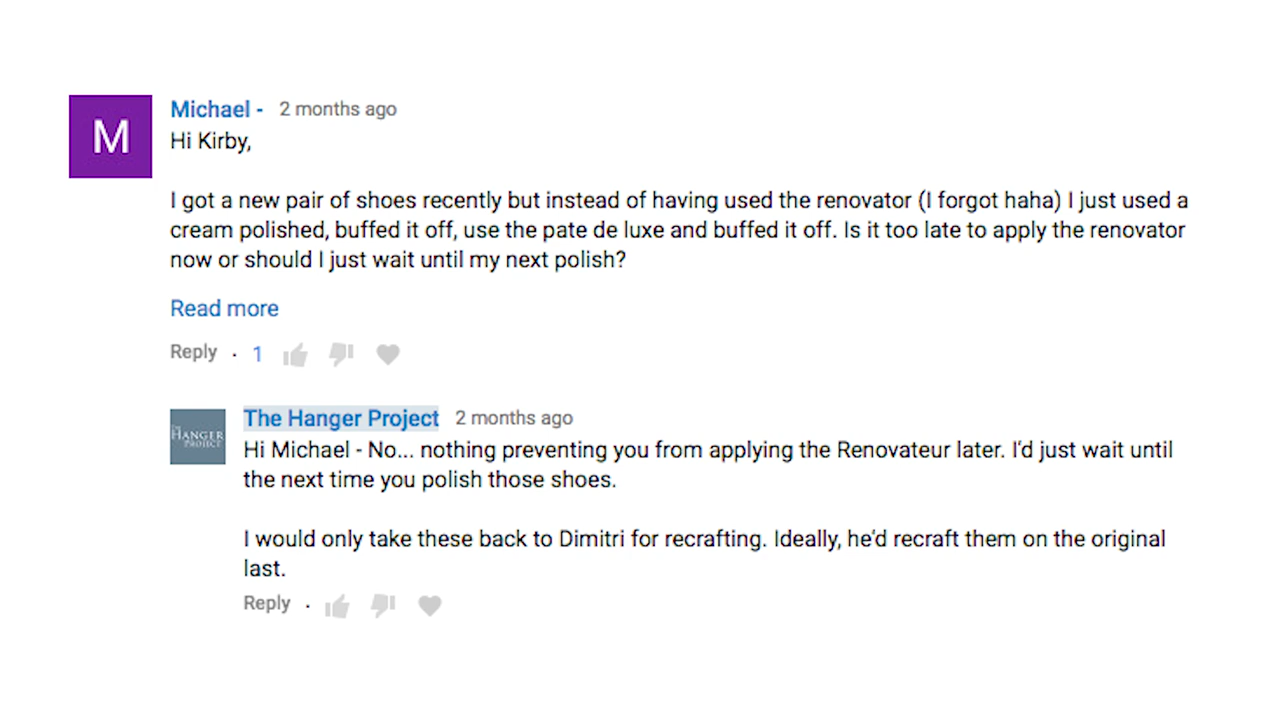 M
Michael - 2 months ago
Hi Kirby,
I got a new pair of shoes recently but instead of having used the renovator (I forgot haha) I just used a
cream polished, buffed it off, use the pate de luxe and buffed it off. Is it too late to apply the renovator
now or should I just wait until my next polish?
Read more
Reply · 1
THE
HANGER
PROJECT
The Hanger Project 2 months ago
Hi Michael - No... nothing preventing you from applying the Renovateur later. I'd just wait until
the next time you polish those shoes.
I would only take these back to Dimitri for recrafting. Ideally, he'd recraft them on the original
last.
Reply ·